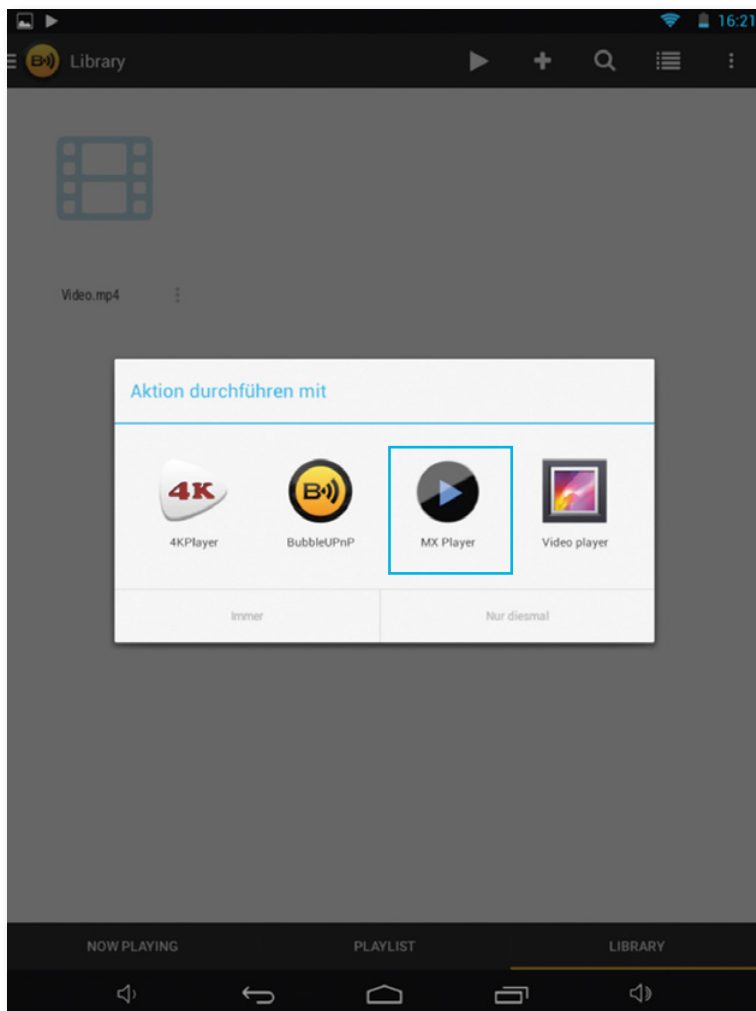 16:21
Library
Video.mp4
Aktion durchführen mit
4K
B
4KPlayer
BubbleUPnP
MX Player
Video player
Immer
Nur diesmal
NOW PLAYING
PLAYLIST
LIBRARY